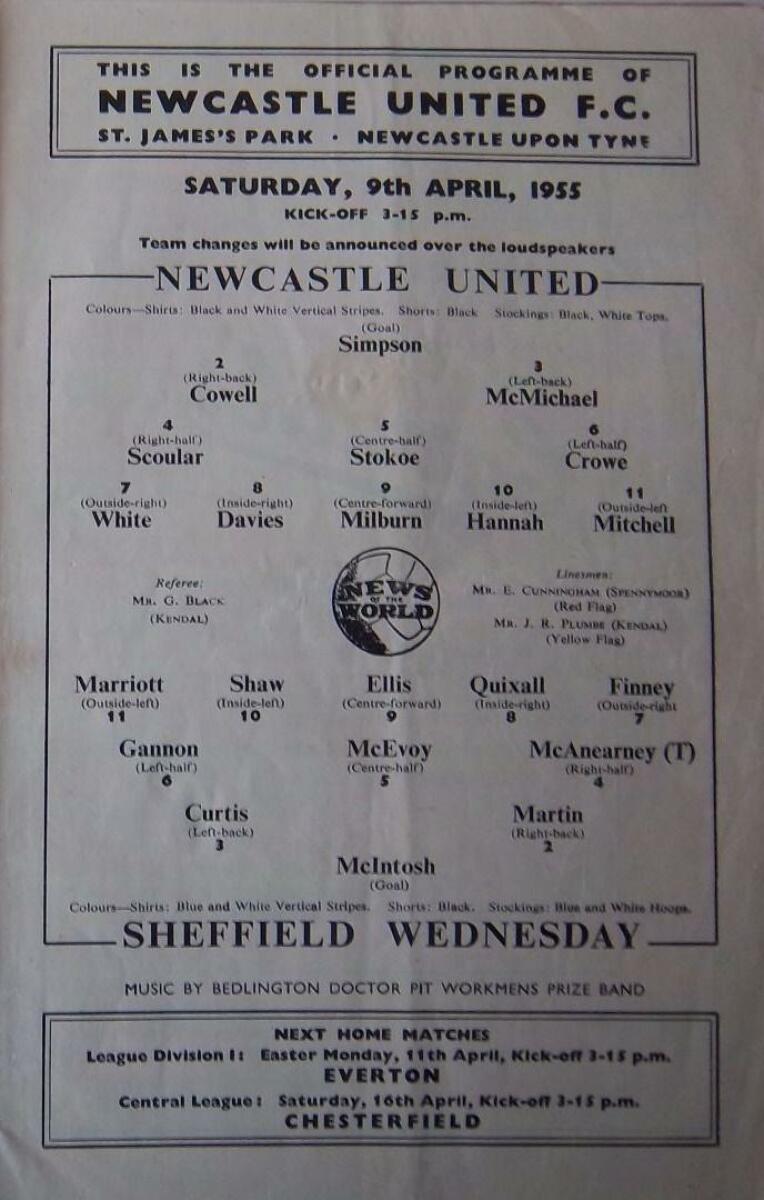 THIS IS THE OFFICIAL PROGRAMME OF
NEWCASTLE UNITED F.C.
ST. JAMES'S PARK · NEWCASTLE UPON TYNE
SATURDAY, 9th APRIL, 1955
KICK-OFF 3-15 p.m.
Team changes will be announced over the loudspeakers
NEWCASTLE UNITED
Colours—Shirts: Black and White Vertical Stripes. Shorts: Black Stockings: Black, White Tops.
(Goal)
Simpson
2 3
(Right-back) (Left-back)
Cowell McMichael
4 5 6
(Right-half) (Centre-half) (Left-half)
Scoular Stokoe Crowe
7 8 9 10 11
(Outside-right) (Inside-right) (Centre-forward) (Inside-left) (Outside-left
White Davies Milburn Hannah Mitchell
Referee:
MR. G. BLACK
(KENDAL)
NEWS
OF THE
WORLD
Linesmen:
MR. E. CUNNINGHAM (SPENNYMOOR)
(Red Flag)
MR. J. R. PLUMBE (KENDAL)
(Yellow Flag)
Marriott Shaw Ellis Quixall Finney
(Outside-left) (Inside-left) (Centre-forward) (Inside-right) (Outside-right
11 10 9 8 7
Gannon McEvoy McAnearney (T)
(Left-half) (Centre-half) (Right-half)
6 5 4
Curtis Martin
(Left-back) (Right-back)
3 2
McIntosh
(Goal)
Colours—Shirts: Blue and White Vertical Stripes. Shorts: Black. Stockings: Blue and White Hoops.
SHEFFIELD WEDNESDAY
MUSIC BY BEDLINGTON DOCTOR PIT WORKMENS PRIZE BAND
NEXT HOME MATCHES
League Division I: Easter Monday, 11th April, Kick-off 3-15 p.m.
EVERTON
Central League: Saturday, 16th April, Kick-off 3-15 p.m.
CHESTERFIELD